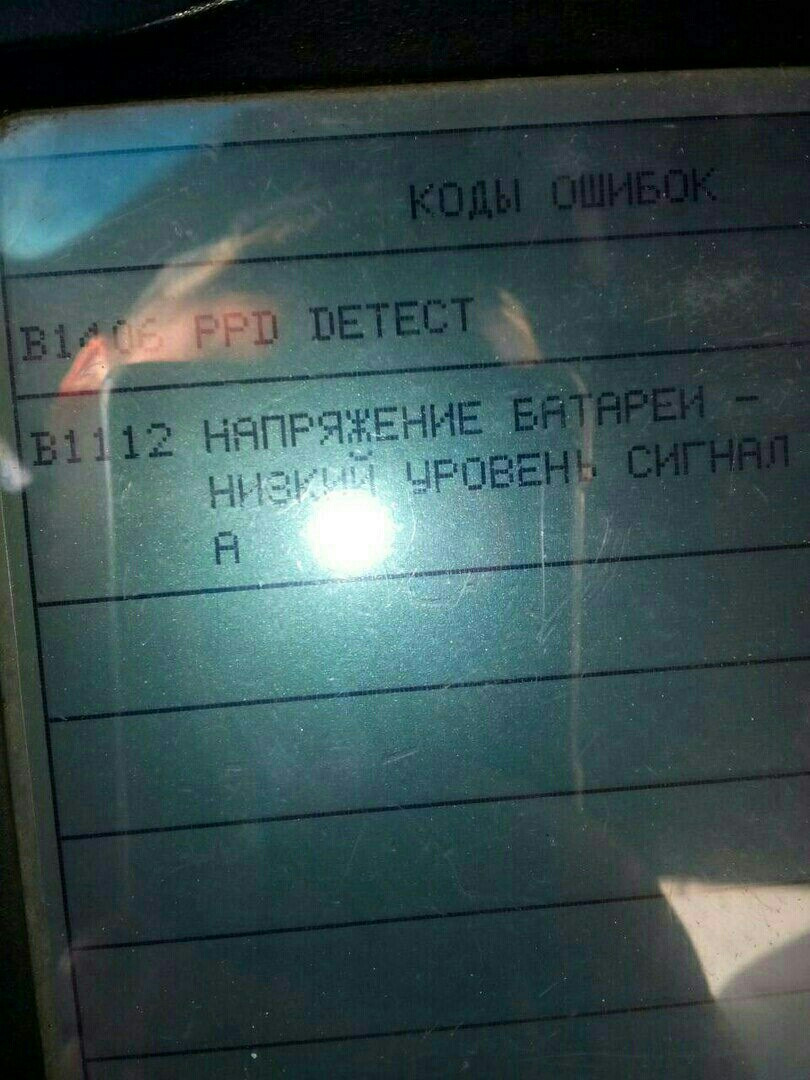 КОДЫ ОШИБОК
B1406 PPD DETECT
B1112 НАПРЯЖЕНИЕ БАТАРЕИ -
НИЗКИЙ УРОВЕНЬ СИГНАЛ
А